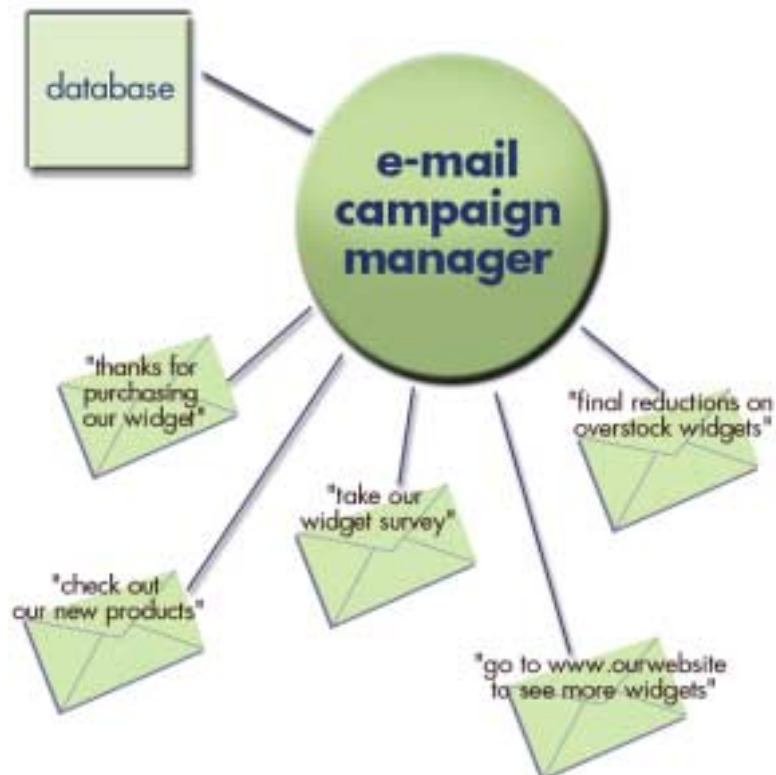 database
e-mail
campaign
manager
"thanks for
purchasing
our widget"
"final reductions on
overstock widgets"
"take our
widget survey"
"check out
our new products"
"go to www.ourwebsite
to see more widgets"